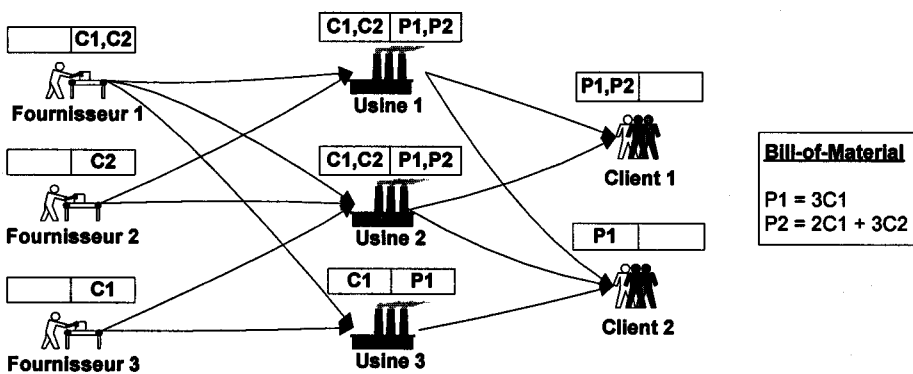 C1,C2
Fournisseur 1
C2
Fournisseur 2
C1
Fournisseur 3
C1,C2 P1,P2
Usine 1
C1,C2 P1,P2
Usine 2
C1 P1
Usine 3
P1,P2
Client 1
P1
Client 2
Bill-of-Material
P1 = 3C1
P2 = 2C1 + 3C2